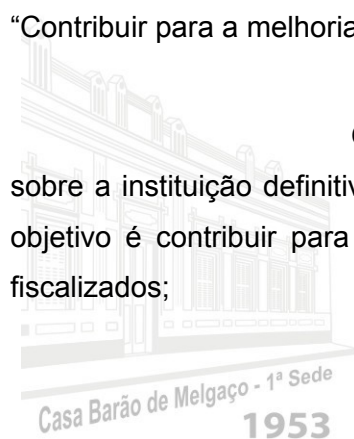 “Contribuir para a melhoria
sobre a instituição definitiv
objetivo é contribuir para
fiscalizados;
Casa Barão de Melgaço - 1ª Sede
1953